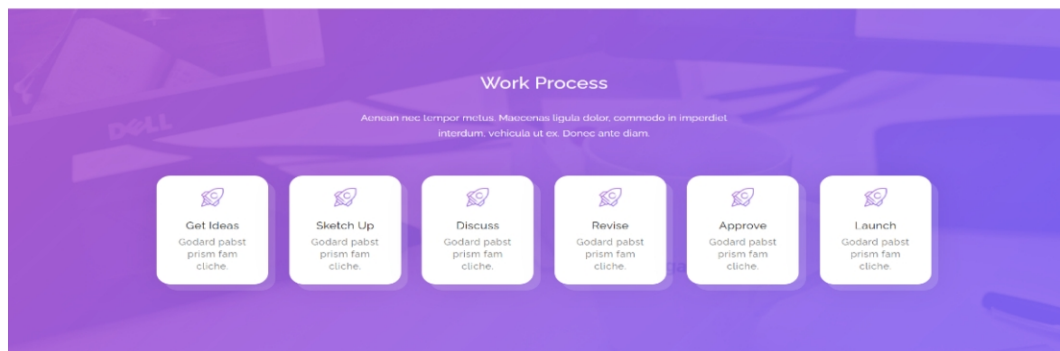 Work Process
Aenean nec tempor metus. Maecenas ligula dolor, commodo in imperdiet
interdum, vehicula ut ex. Donec ante diam.
DELL
Get Ideas
Godard pabst
prism fam
cliche.
Sketch Up
Godard pabst
prism fam
cliche.
Discuss
Godard pabst
prism fam
cliche.
Revise
Godard pabst
prism fam
cliche.
Approve
Godard pabst
prism fam
cliche.
Launch
Godard pabst
prism fam
cliche.